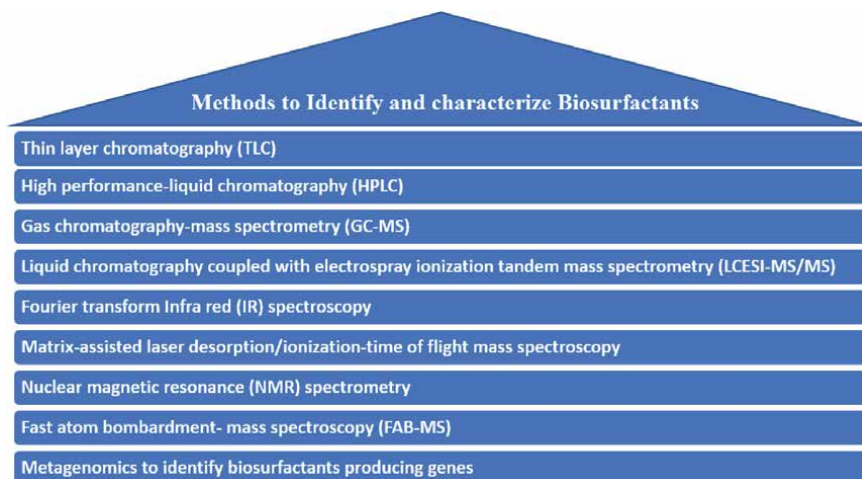 Methods to Identify and characterize Biosurfactants
Thin layer chromatography (TLC)
High performance-liquid chromatography (HPLC)
Gas chromatography-mass spectrometry (GC-MS)
Liquid chromatography coupled with electrospray ionization tandem mass spectrometry (LCESI-MS/MS)
Fourier transform Infra red (IR) spectroscopy
Matrix-assisted laser desorption/ionization-time of flight mass spectroscopy
Nuclear magnetic resonance (NMR) spectrometry
Fast atom bombardment- mass spectroscopy (FAB-MS)
Metagenomics to identify biosurfactants producing genes